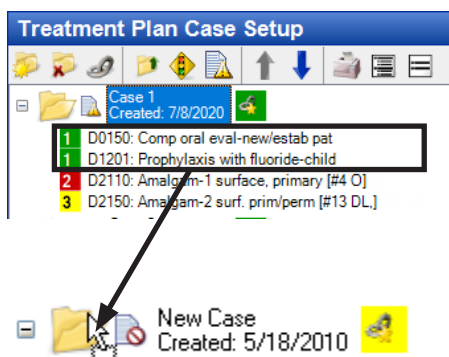 Treatment Plan Case Setup
Case 1
Created: 7/8/2020
1 D0150: Comp oral eval-new/estab pat
1 D1201: Prophylaxis with fluoride-child
2 D2110: Amalgam-1 surface, primary [#4 O]
3 D2150: Amalgam-2 surf. prim/perm [#13 DL,]
New Case
Created: 5/18/2010